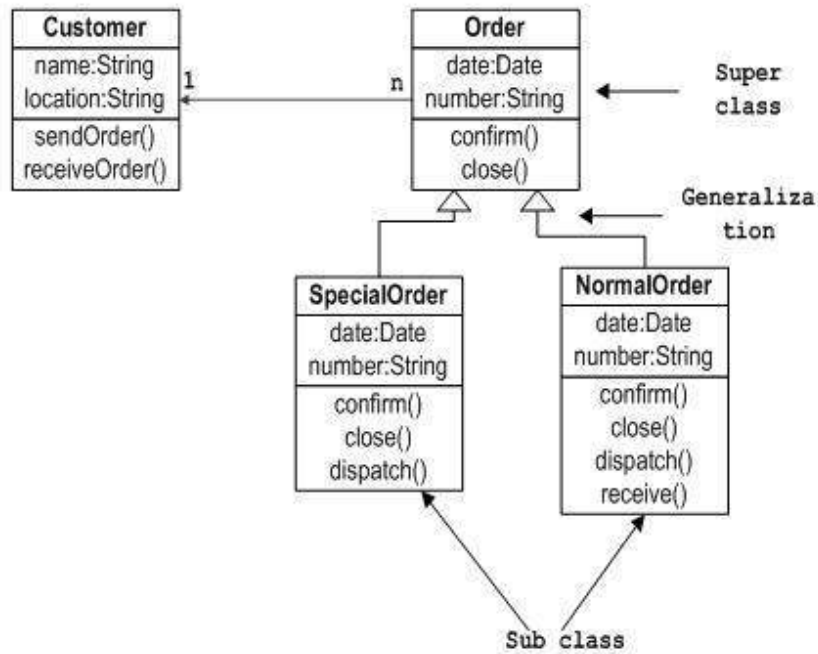 Customer
name:String
location:String
sendOrder()
receiveOrder()
1
n
Order
date:Date
number:String
confirm()
close()
Super
class
Generaliza
tion
SpecialOrder
date:Date
number:String
confirm()
close()
dispatch()
NormalOrder
date:Date
number:String
confirm()
close()
dispatch()
receive()
Sub class